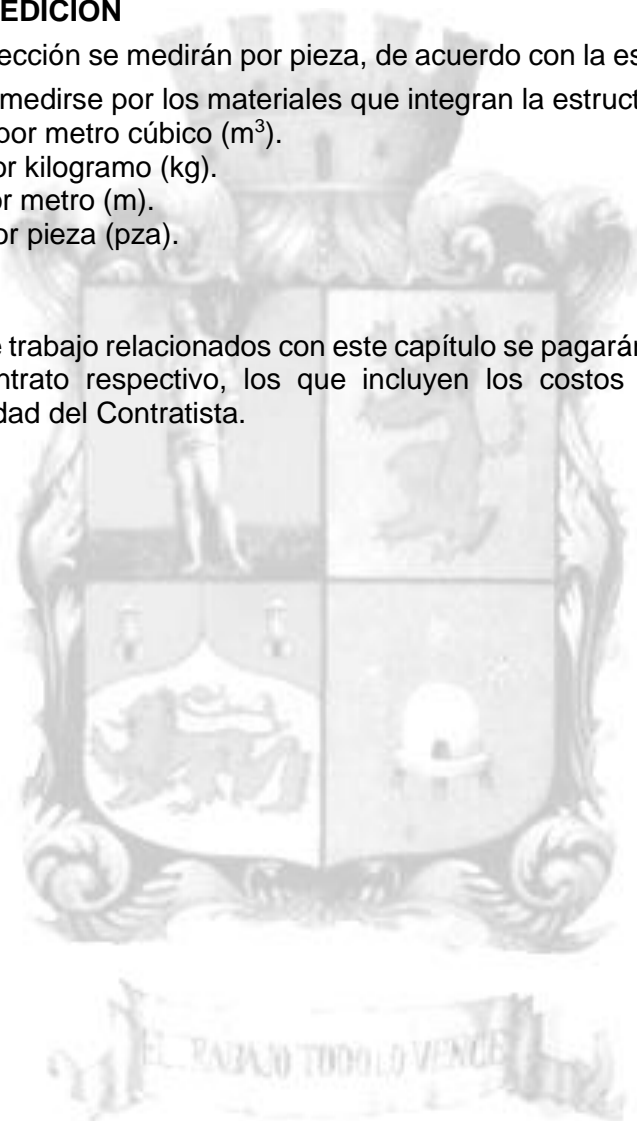 EDICIÓN
ección se medirán por pieza, de acuerdo con la es
medirse por los materiales que integran la estruct
por metro cúbico (m³).
or kilogramo (kg).
or metro (m).
or pieza (pza).
e trabajo relacionados con este capítulo se pagarán
ntrato respectivo, los que incluyen los costos
dad del Contratista.
EL TRABAJO TODO LO VENCE